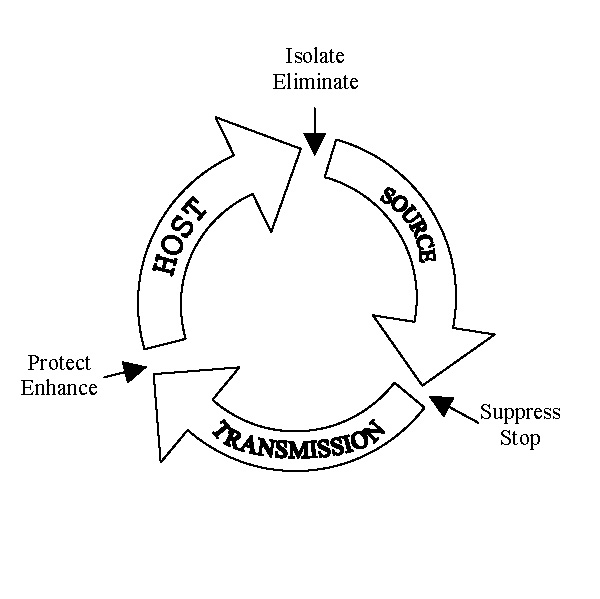 Isolate
Eliminate
SOURCE
HOST
Protect
Enhance
Suppress
Stop
TRANSMISSION